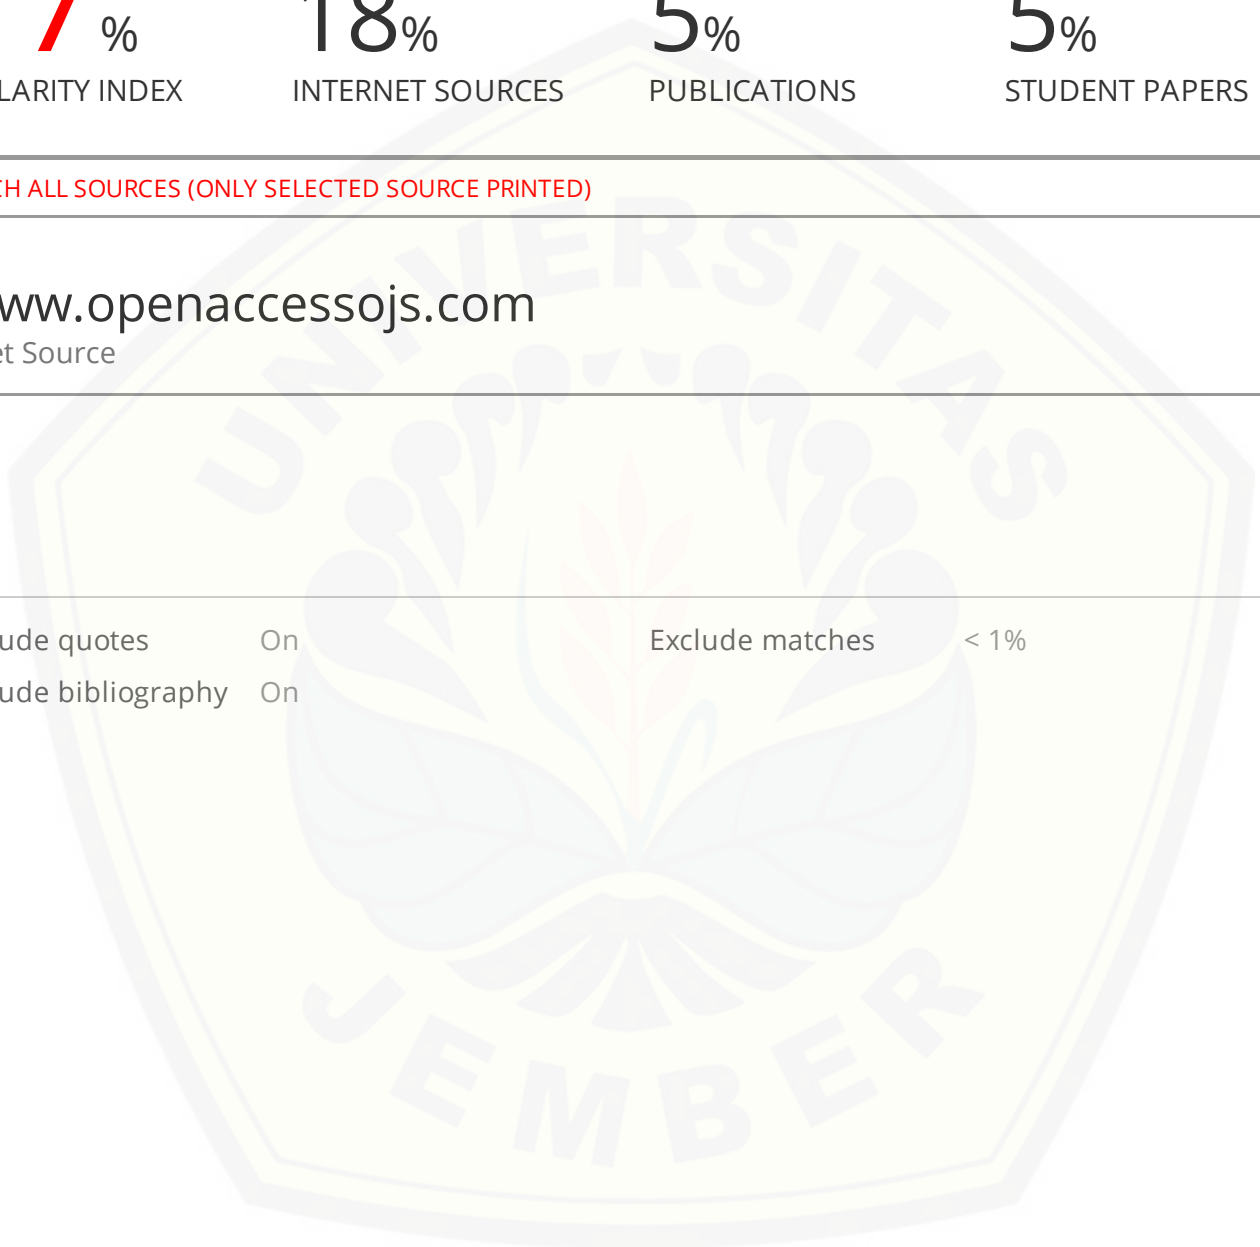 7% 18% 5% 5%
LARITY INDEX INTERNET SOURCES PUBLICATIONS STUDENT PAPERS
CH ALL SOURCES (ONLY SELECTED SOURCE PRINTED)
ww.openaccessojs.com
et Source
ude quotes On Exclude matches < 1%
ude bibliography On
UNIVERSITAS
JEMBER